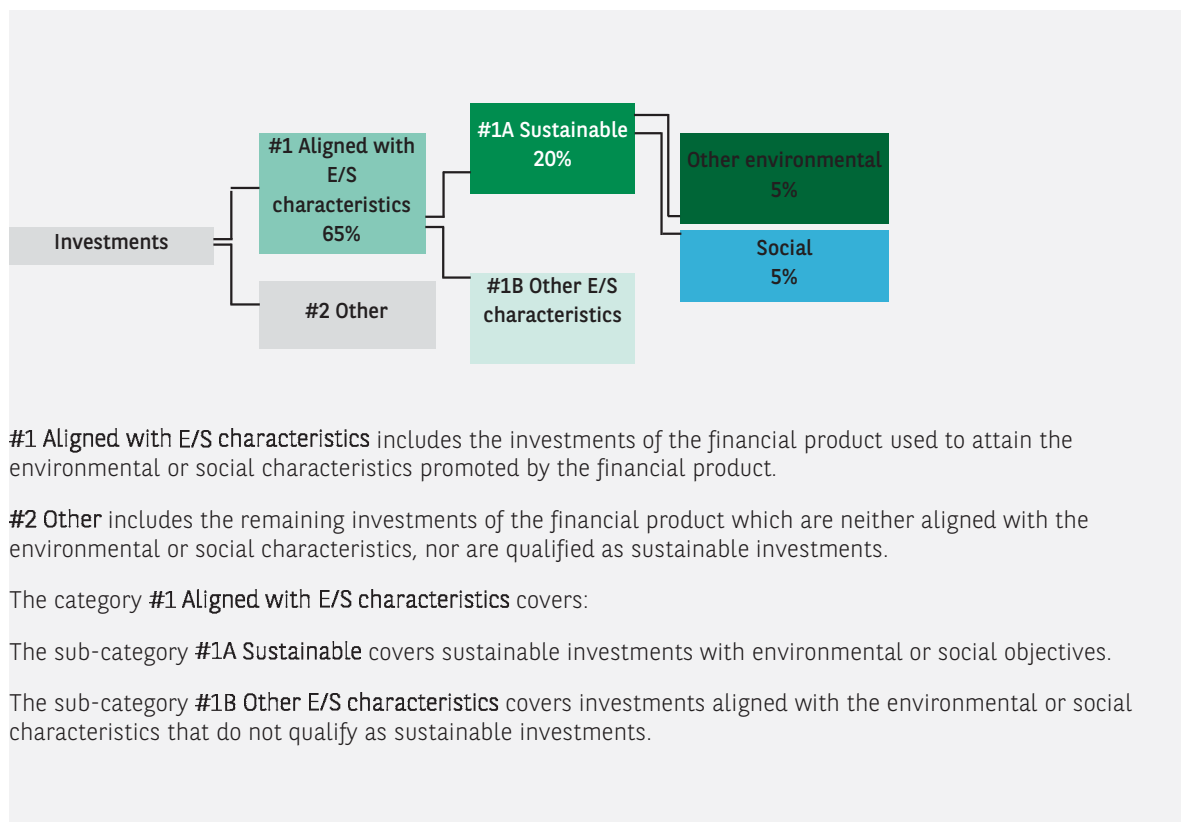 Investments
#1 Aligned with
E/S
characteristics
65%
#2 Other
#1A Sustainable
20%
#1B Other E/S
characteristics
Other environmental
5%
Social
5%
#1 Aligned with E/S characteristics includes the investments of the financial product used to attain the
environmental or social characteristics promoted by the financial product.
#2 Other includes the remaining investments of the financial product which are neither aligned with the
environmental or social characteristics, nor are qualified as sustainable investments.
The category #1 Aligned with E/S characteristics covers:
The sub-category #1A Sustainable covers sustainable investments with environmental or social objectives.
The sub-category #1B Other E/S characteristics covers investments aligned with the environmental or social
characteristics that do not qualify as sustainable investments.